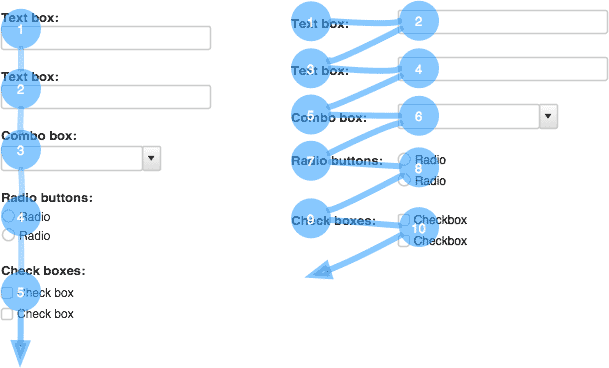 Text box:
1
Text box:
2
Combo box:
3
Radio buttons:
4 Radio
Radio
Check boxes:
5 Check box
Check box
1 Text box: 2
3 Text box: 4
5 Combo box: 6
7 Radio buttons: 8 Radio
Radio
9 Check boxes: Checkbox
10 Checkbox